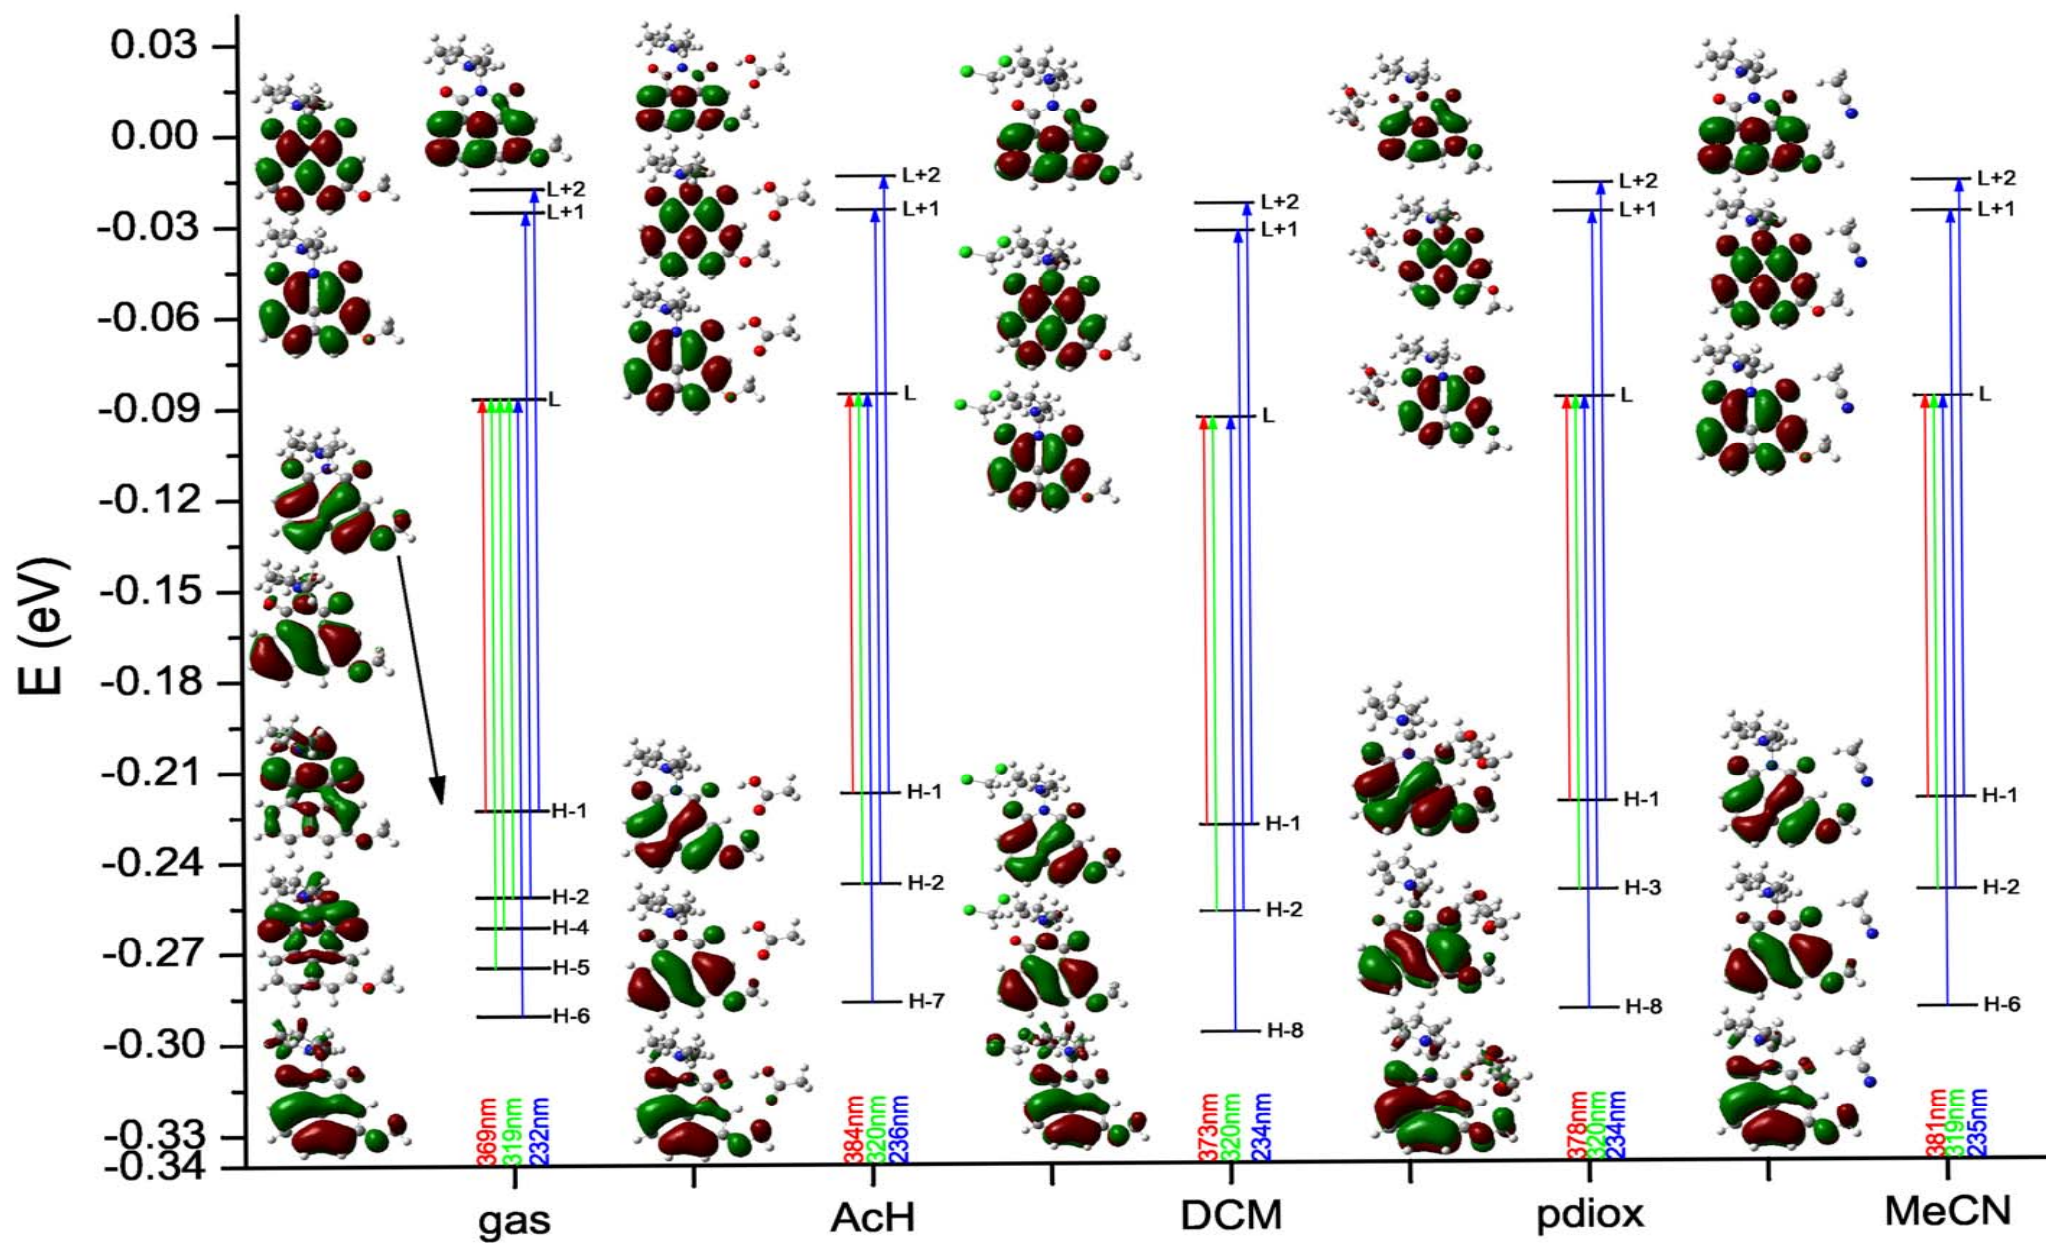 E (eV)
0.03
0.00
-0.03
-0.06
-0.09
-0.12
-0.15
-0.18
-0.21
-0.24
-0.27
-0.30
-0.33
-0.34
L+2
L+1
L
H-1
H-2
H-4
H-5
H-6
369nm
319nm
232nm
gas
L+2
L+1
L
H-1
H-2
H-7
384nm
320nm
236nm
AcH
L+2
L+1
L
H-1
H-2
H-8
373nm
320nm
234nm
DCM
L+2
L+1
L
H-1
H-3
H-8
378nm
320nm
234nm
pdiox
L+2
L+1
L
H-1
H-2
H-6
381nm
319nm
235nm
MeCN